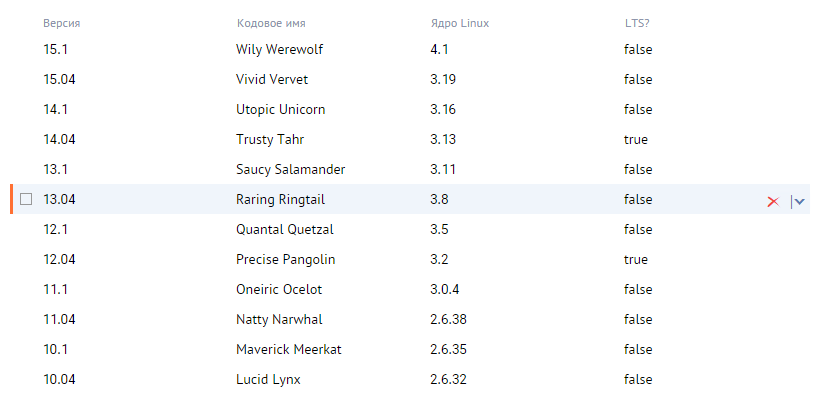 Версия Кодовое имя Ядро Linux LTS?
15.1 Wily Werewolf 4.1 false
15.04 Vivid Vervet 3.19 false
14.1 Utopic Unicorn 3.16 false
14.04 Trusty Tahr 3.13 true
13.1 Saucy Salamander 3.11 false
13.04 Raring Ringtail 3.8 false
12.1 Quantal Quetzal 3.5 false
12.04 Precise Pangolin 3.2 true
11.1 Oneiric Ocelot 3.0.4 false
11.04 Natty Narwhal 2.6.38 false
10.1 Maverick Meerkat 2.6.35 false
10.04 Lucid Lynx 2.6.32 false